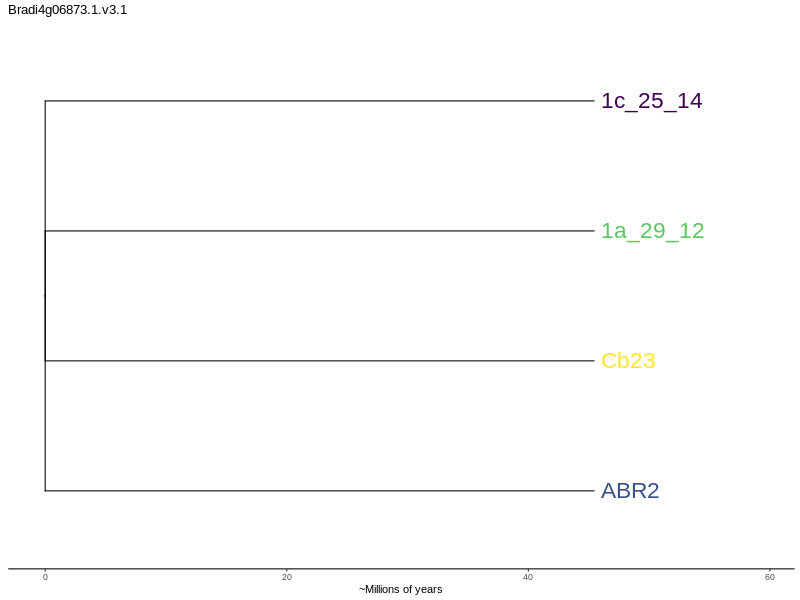 Bradi4g06873.1.v3.1
1c_25_14
1a_29_12
Cb23
ABR2
0 20 40 60
~Millions of years